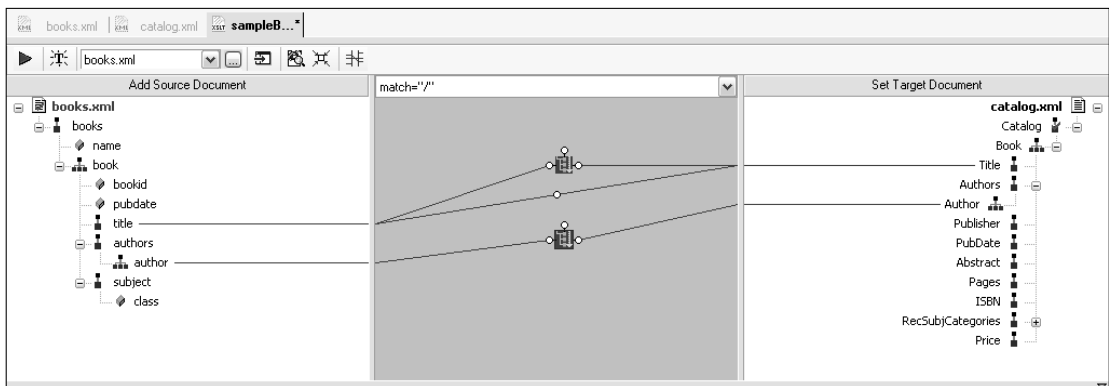 books.xml catalog.xml sampleB...*
books.xml
Add Source Document
match="/"
Set Target Document
books.xml
books
name
book
bookid
pubdate
title
authors
author
subject
class
catalog.xml
Catalog
Book
Title
Authors
Author
Publisher
PubDate
Abstract
Pages
ISBN
RecSubjCategories
Price